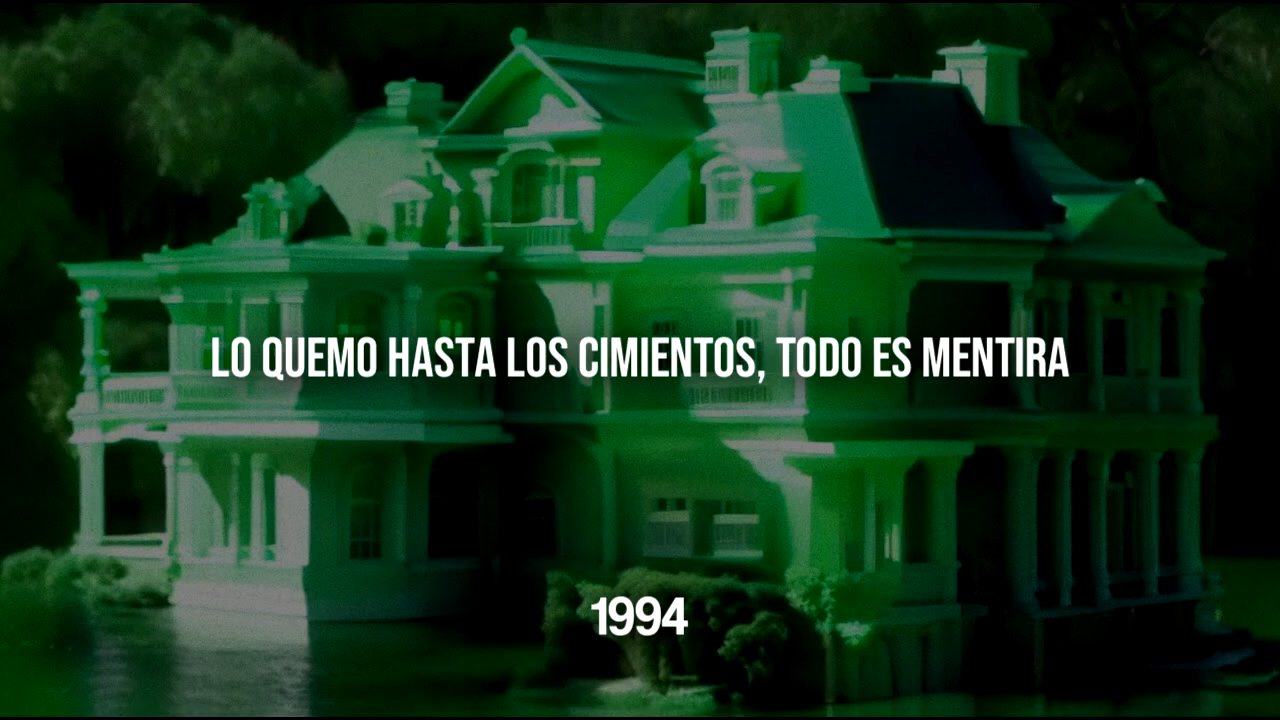 LO QUEMO HASTA LOS CIMIENTOS, TODO ES MENTIRA
1994